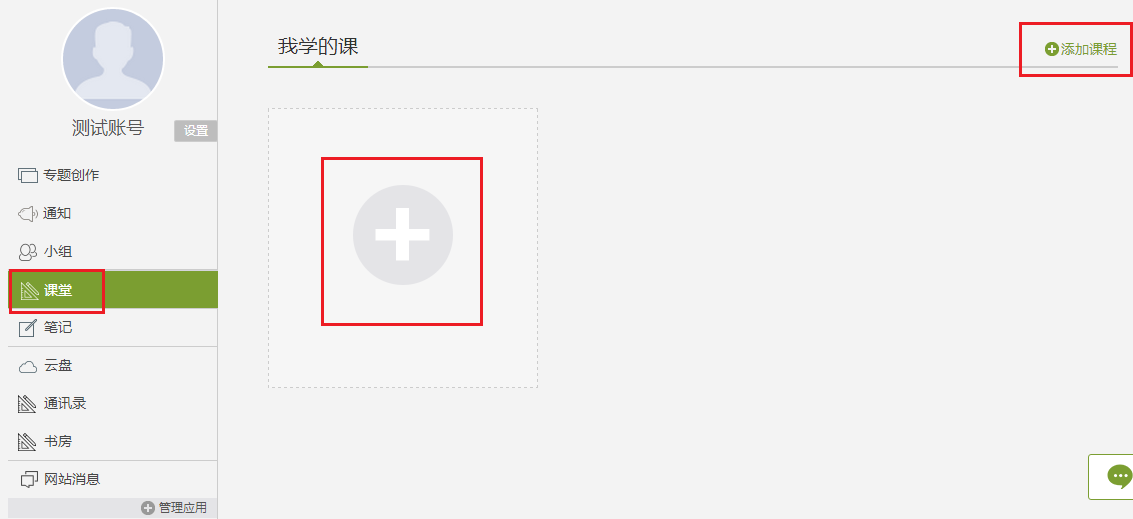 测试账号
设置
专题创作
通知
小组
课堂
笔记
云盘
通讯录
书房
网站消息
管理应用
我学的课
添加课程